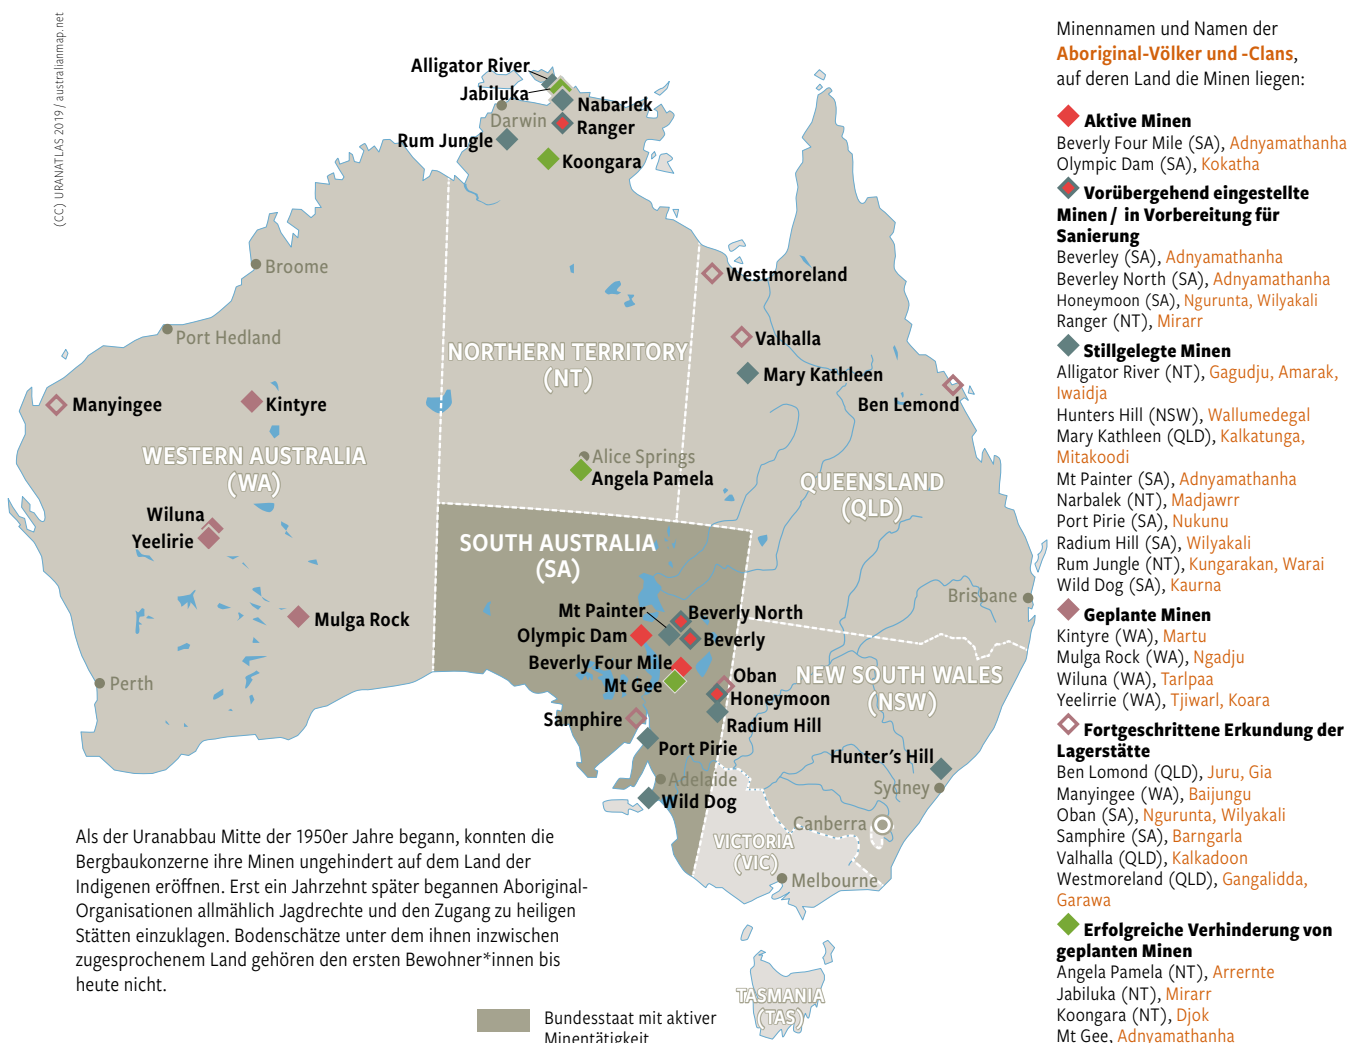 (CC) URANATLAS 2019 / australianmap.net
Alligator River
Jabiluka
Nabarlek
Darwin
Ranger
Rum Jungle
Koongara
Broome
Westmoreland
Port Hedland
Valhalla
NORTHERN TERRITORY
(NT)
Mary Kathleen
Manyingee
Kintyre
Ben Lemond
WESTERN AUSTRALIA
(WA)
Alice Springs
Angela Pamela
QUEENSLAND
(QLD)
Wiluna
Yeelirie
SOUTH AUSTRALIA
(SA)
Brisbane
Mt Painter
Beverly North
Mulga Rock
Olympic Dam
Beverly
Beverly Four Mile
Oban
Mt Gee
NEW SOUTH WALES
(NSW)
Perth
Honeymoon
Samphire
Radium Hill
Port Pirie
Hunter's Hill
Adelaide
Sydney
Wild Dog
Canberra
VICTORIA
(VIC)
Melbourne
TASMANIA
(TAS)
Als der Uranabbau Mitte der 1950er Jahre begann, konnten die
Bergbaukonzerne ihre Minen ungehindert auf dem Land der
Indigenen eröffnen. Erst ein Jahrzehnt später begannen Aboriginal-
Organisationen allmählich Jagdrechte und den Zugang zu heiligen
Stätten einzuklagen. Bodenschätze unter dem ihnen inzwischen
zugesprochenem Land gehören den ersten Bewohner*innen bis
heute nicht.
Bundesstaat mit aktiver
Minentätigkeit
Minennamen und Namen der
Aboriginal-Völker und -Clans,
auf deren Land die Minen liegen:
Aktive Minen
Beverly Four Mile (SA), Adnyamathanha
Olympic Dam (SA), Kokatha
Vorübergehend eingestellte
Minen / in Vorbereitung für
Sanierung
Beverley (SA), Adnyamathanha
Beverley North (SA), Adnyamathanha
Honeymoon (SA), Ngurunta, Wilyakali
Ranger (NT), Mirarr
Stillgelegte Minen
Alligator River (NT), Gagudju, Amarak,
Iwaidja
Hunters Hill (NSW), Wallumedegal
Mary Kathleen (QLD), Kalkatunga,
Mitakoodi
Mt Painter (SA), Adnyamathanha
Narbalek (NT), Madjawrr
Port Pirie (SA), Nukunu
Radium Hill (SA), Wilyakali
Rum Jungle (NT), Kungarakan, Warai
Wild Dog (SA), Kaurna
Geplante Minen
Kintyre (WA), Martu
Mulga Rock (WA), Ngadju
Wiluna (WA), Tarlpaa
Yeelirrie (WA), Tjiwarl, Koara
Fortgeschrittene Erkundung der
Lagerstätte
Ben Lomond (QLD), Juru, Gia
Manyingee (WA), Baijungu
Oban (SA), Ngurunta, Wilyakali
Samphire (SA), Barngarla
Valhalla (QLD), Kalkadoon
Westmoreland (QLD), Gangalidda,
Garawa
Erfolgreiche Verhinderung von
geplanten Minen
Angela Pamela (NT), Arrernte
Jabiluka (NT), Mirarr
Koongara (NT), Djok
Mt Gee, Adnyamathanha